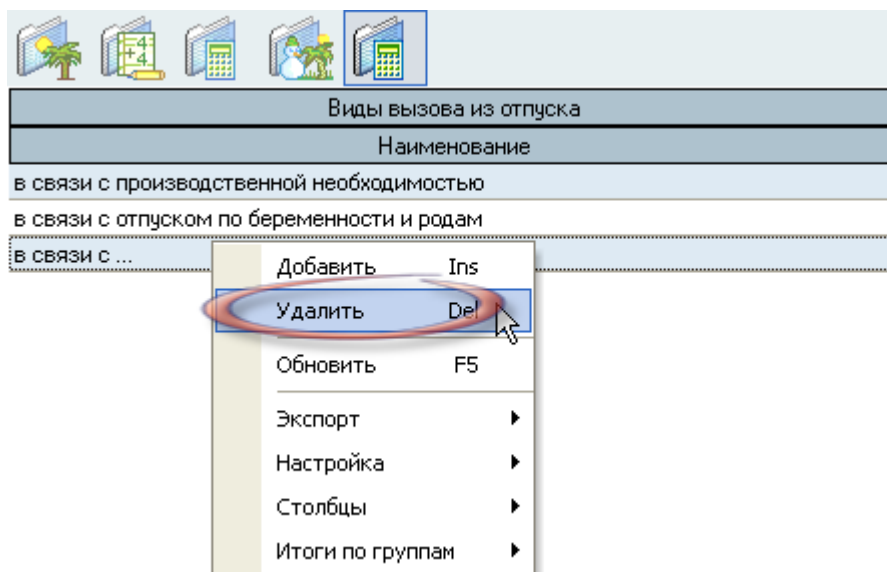 Виды вызова из отпуска
Наименование
в связи с производственной необходимостью
в связи с отпуском по беременности и родам
в связи с ...
Добавить Ins
Удалить Del
Обновить F5
Экспорт
Настройка
Столбцы
Итоги по группам